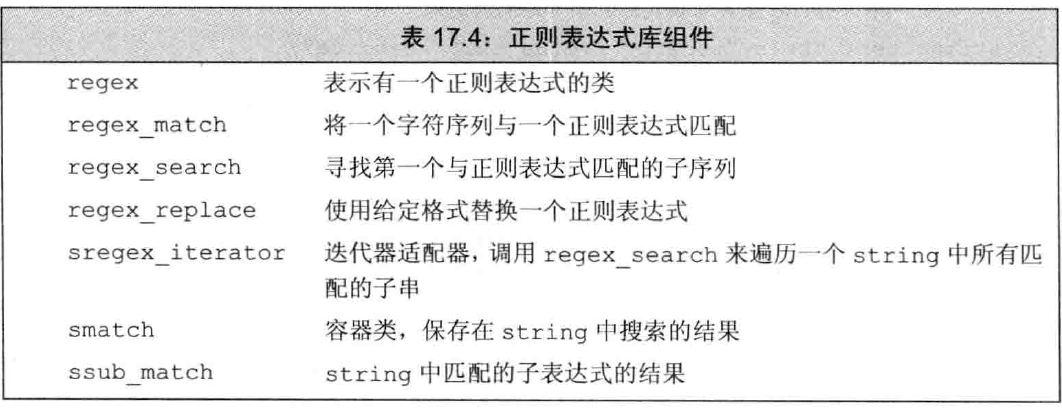 表 17.4：正则表达式库组件
regex 表示有一个正则表达式的类
regex_match 将一个字符序列与一个正则表达式匹配
regex_search 寻找第一个与正则表达式匹配的子序列
regex_replace 使用给定格式替换一个正则表达式
sregex_iterator 迭代器适配器，调用 regex_search 来遍历一个 string 中所有匹
配的子串
smatch 容器类，保存在 string 中搜索的结果
ssub_match string 中匹配的子表达式的结果